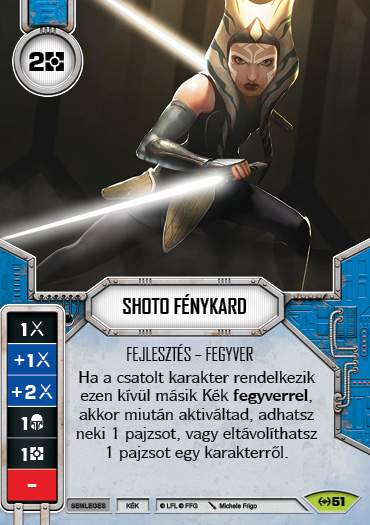 2
SHOTO FÉNYKARD
FEJLESZTÉS – FEGYVER
Ha a csatolt karakter rendelkezik
ezen kívül másik Kék fegyverrel,
akkor miután aktiváltad, adhatsz
neki 1 pajzsot, vagy eltávolíthatsz
1 pajzsot egy karakterről.
1
+1
+2
1
1
–
SEMLEGES
KÉK
© LFL © FFG
Michele Frigo
51